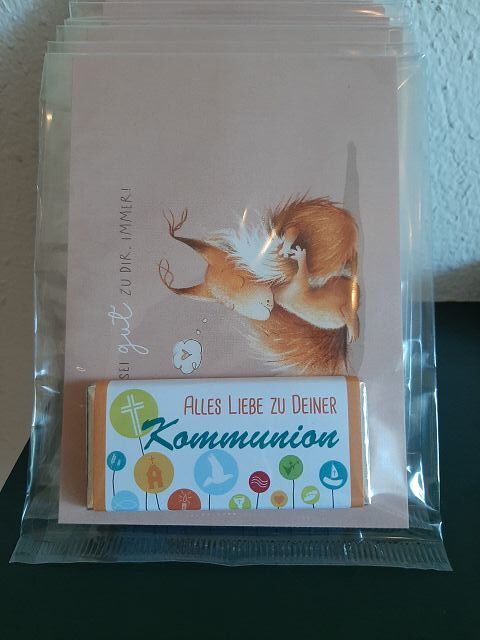 SEI gut ZU DIR. IMMER!
ALLES LIEBE ZU DEINER
Kommunion